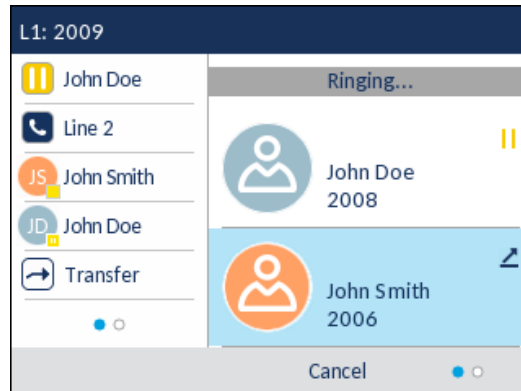 L1: 2009
John Doe
Line 2
JS John Smith
JD John Doe
Transfer
Ringing...
John Doe
2008
John Smith
2006
Cancel